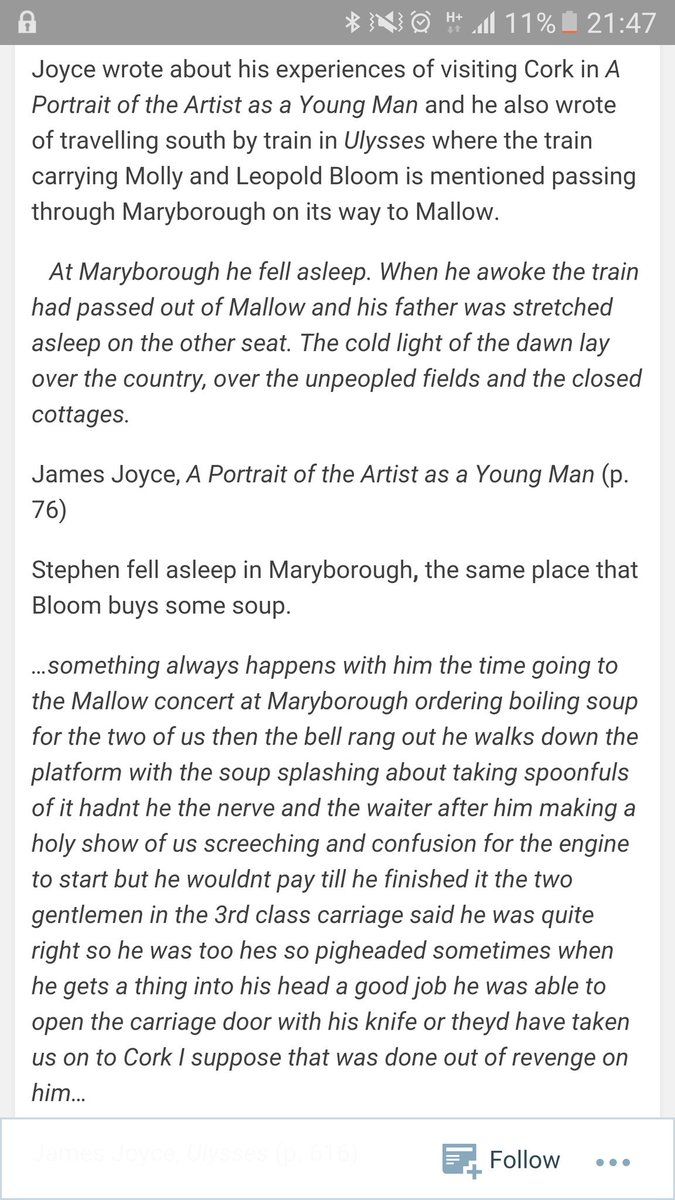 H+ 11% 21:47
Joyce wrote about his experiences of visiting Cork in A
Portrait of the Artist as a Young Man and he also wrote
of travelling south by train in Ulysses where the train
carrying Molly and Leopold Bloom is mentioned passing
through Maryborough on its way to Mallow.
At Maryborough he fell asleep. When he awoke the train
had passed out of Mallow and his father was stretched
asleep on the other seat. The cold light of the dawn lay
over the country, over the unpeopled fields and the closed
cottages.
James Joyce, A Portrait of the Artist as a Young Man (p.
76)
Stephen fell asleep in Maryborough, the same place that
Bloom buys some soup.
…something always happens with him the time going to
the Mallow concert at Maryborough ordering boiling soup
for the two of us then the bell rang out he walks down the
platform with the soup splashing about taking spoonfuls
of it hadnt he the nerve and the waiter after him making a
holy show of us screeching and confusion for the engine
to start but he wouldnt pay till he finished it the two
gentlemen in the 3rd class carriage said he was quite
right so he was too hes so pigheaded sometimes when
he gets a thing into his head a good job he was able to
open the carriage door with his knife or theyd have taken
us on to Cork I suppose that was done out of revenge on
him…
James Joyce, Ulysses (p. 616)
Follow